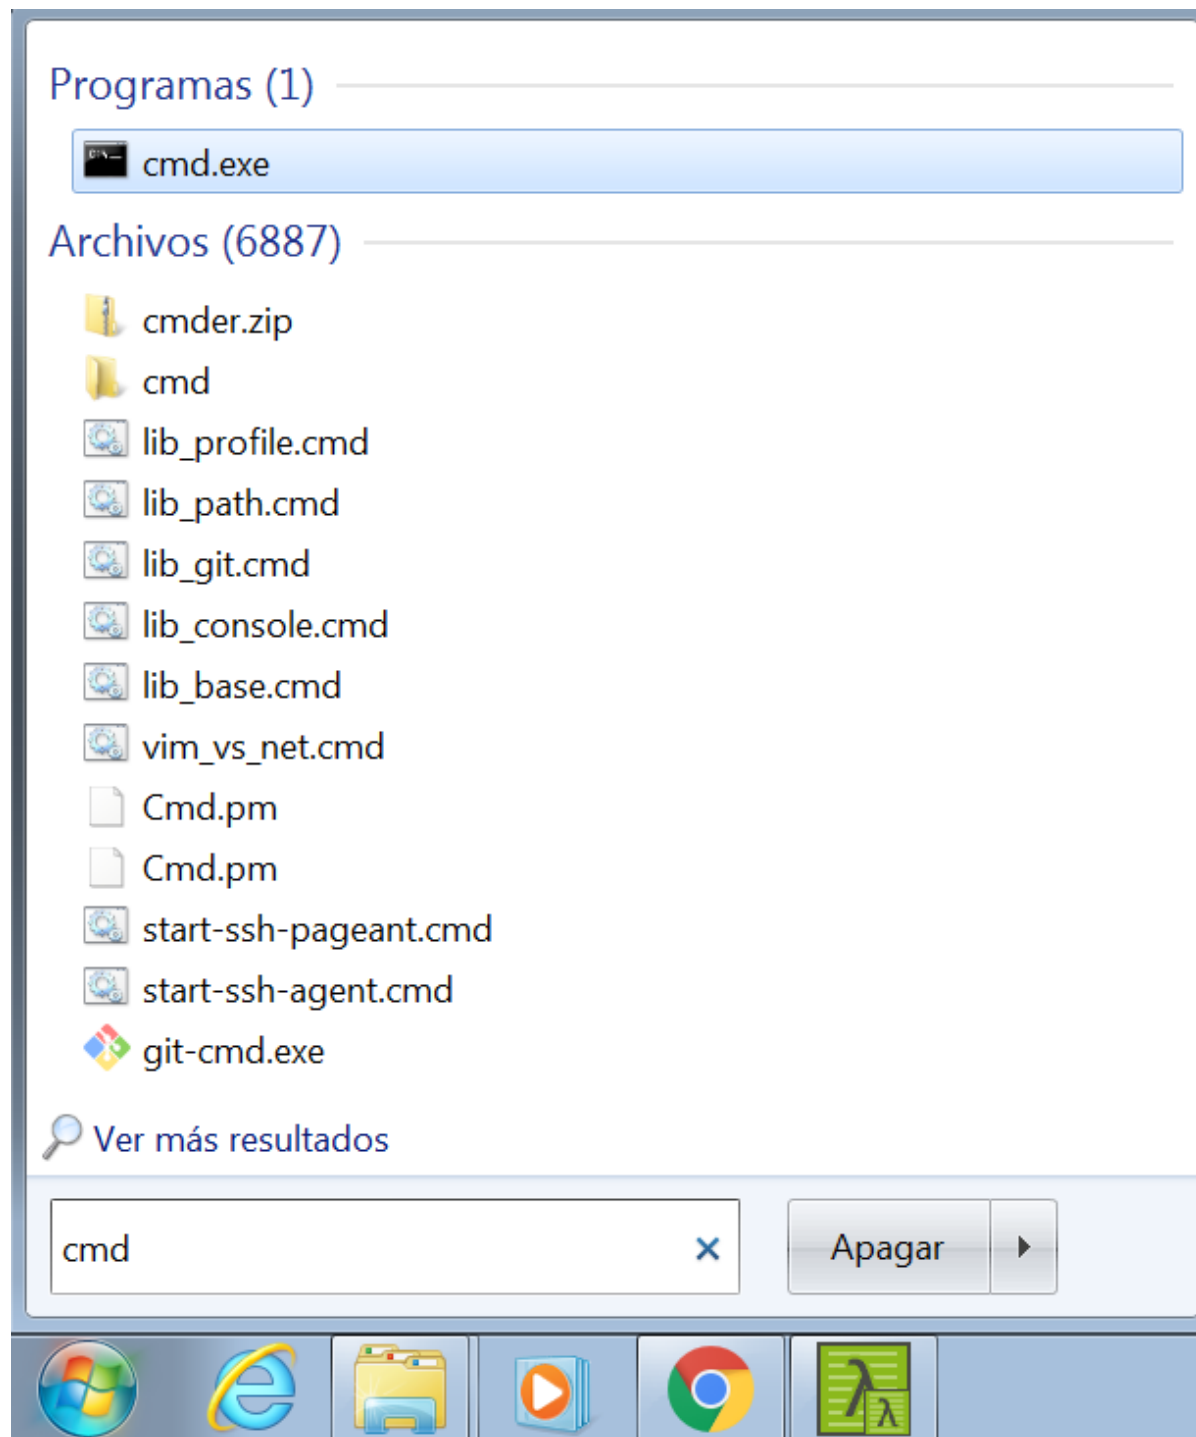 Programas (1)
cmd.exe
Archivos (6887)
cmder.zip
cmd
lib_profile.cmd
lib_path.cmd
lib_git.cmd
lib_console.cmd
lib_base.cmd
vim_vs_net.cmd
Cmd.pm
Cmd.pm
start-ssh-pageant.cmd
start-ssh-agent.cmd
git-cmd.exe
Ver más resultados
cmd
Apagar